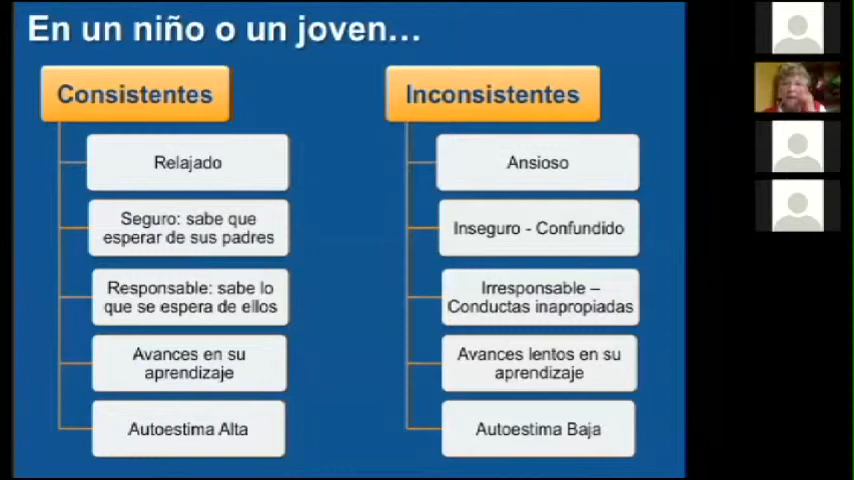 En un niño o un joven...
Consistentes
Relajado
Seguro: sabe que
esperar de sus padres
Responsable: sabe lo
que se espera de ellos
Avances en su
aprendizaje
Autoestima Alta
Inconsistentes
Ansioso
Inseguro - Confundido
Irresponsable –
Conductas inapropiadas
Avances lentos en su
aprendizaje
Autoestima Baja